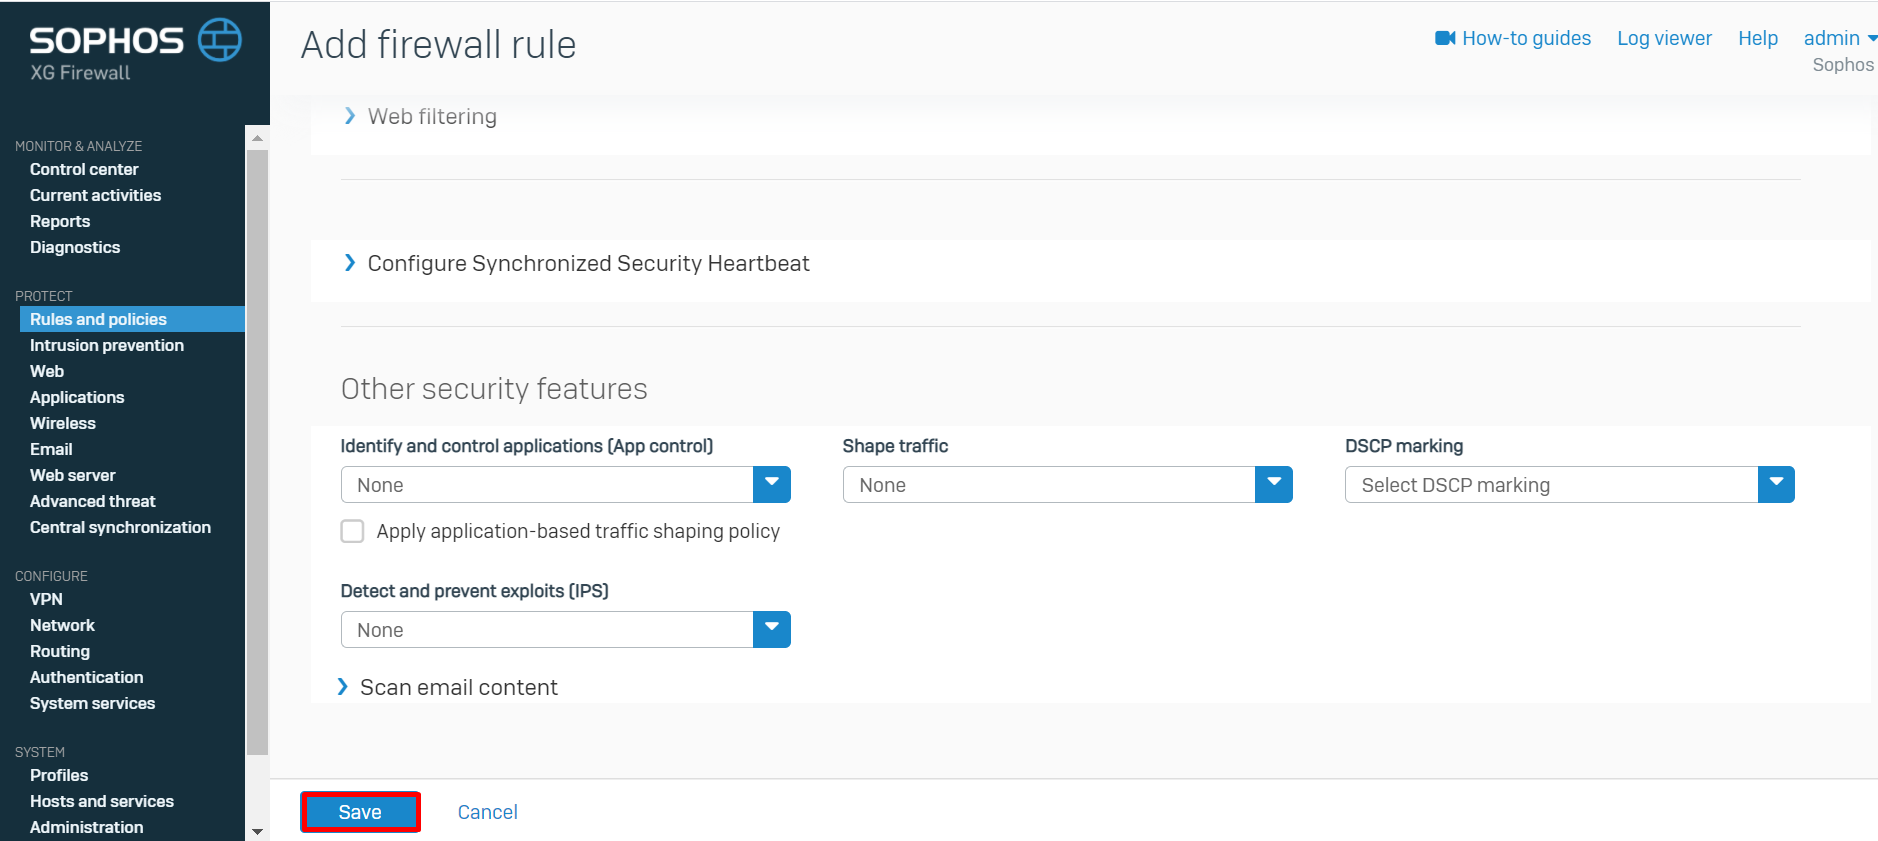 SOPHOS
XG Firewall
Add firewall rule
How-to guides
Log viewer
Help
admin
Sophos
MONITOR & ANALYZE
Control center
Current activities
Reports
Diagnostics
PROTECT
Rules and policies
Intrusion prevention
Web
Applications
Wireless
Email
Web server
Advanced threat
Central synchronization
CONFIGURE
VPN
Network
Routing
Authentication
System services
SYSTEM
Profiles
Hosts and services
Administration
Web filtering
Configure Synchronized Security Heartbeat
Other security features
Identify and control applications (App control)
None
Apply application-based traffic shaping policy
Shape traffic
None
DSCP marking
Select DSCP marking
Detect and prevent exploits (IPS)
None
Scan email content
Save
Cancel